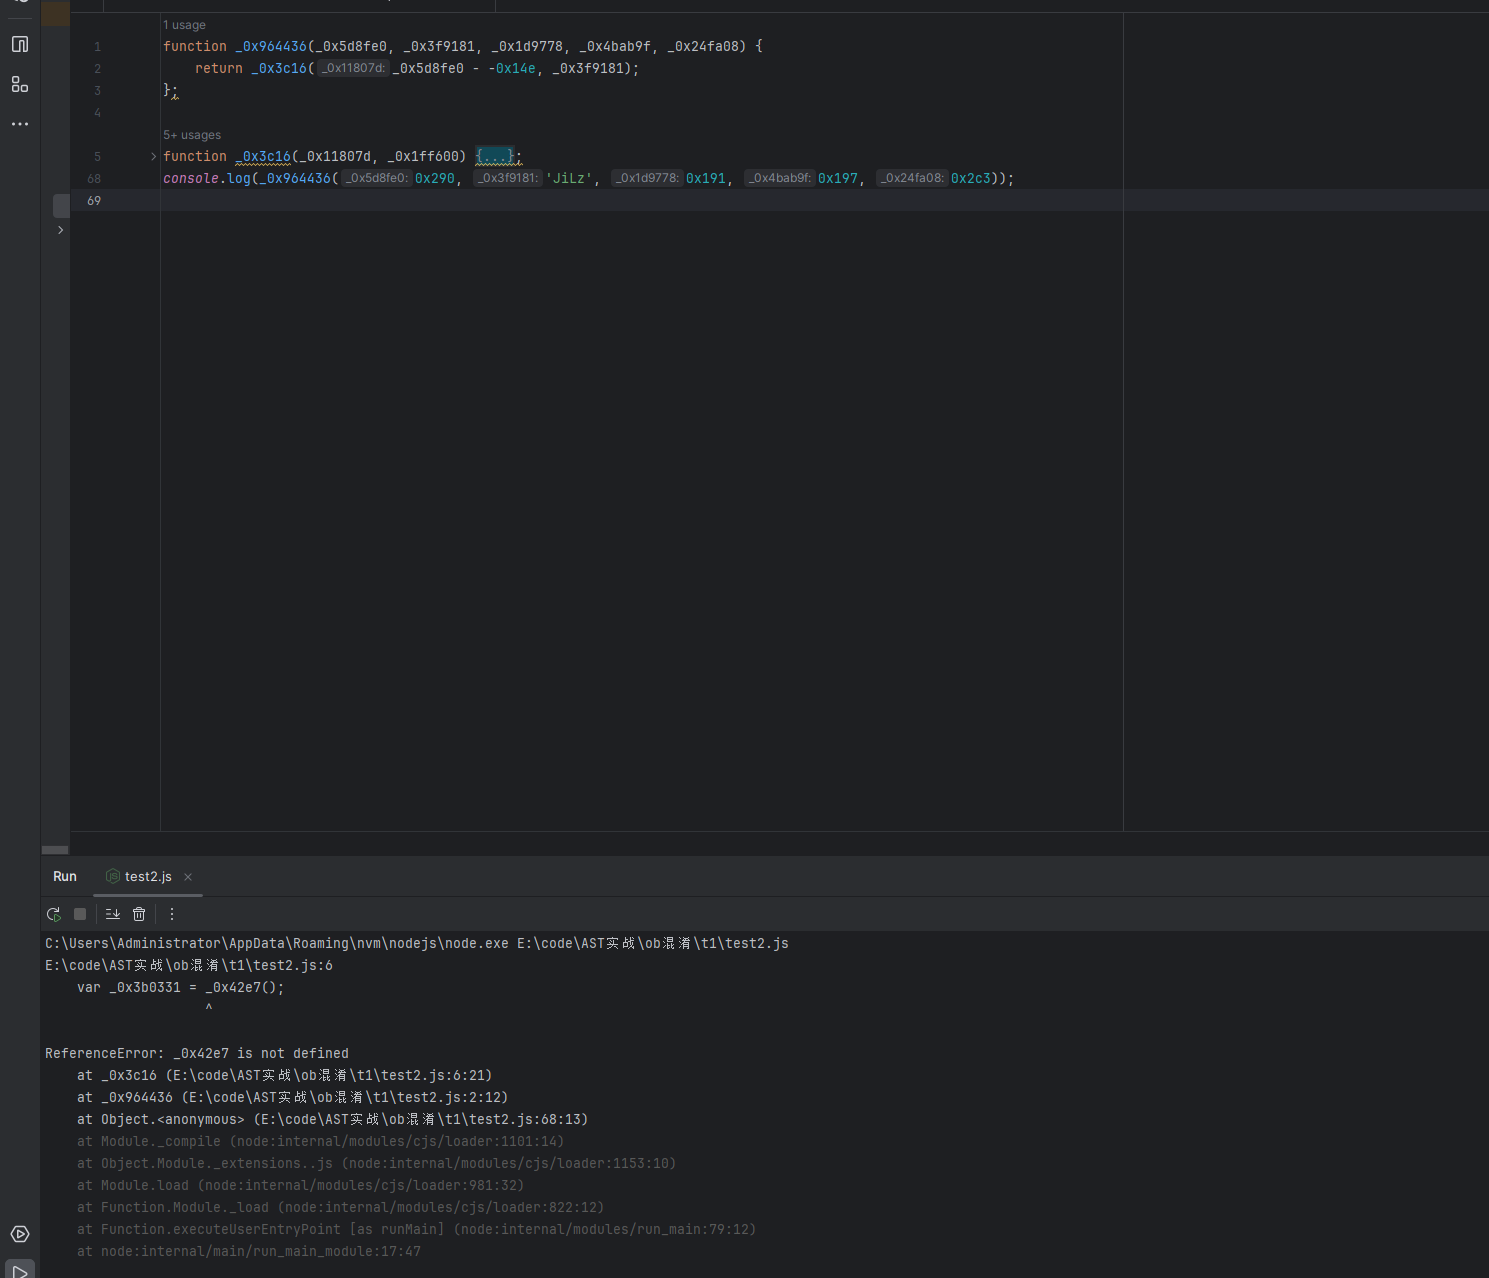 1 usage
1 function _0x964436(_0x5d8fe0, _0x3f9181, _0x1d9778, _0x4bab9f, _0x24fa08) {
2 return _0x3c16( _0x11807d: _0x5d8fe0 - -0x14e, _0x3f9181);
3 };
4
5+ usages
5 function _0x3c16(_0x11807d, _0x1ff600) {...};
68 console.log(_0x964436( _0x5d8fe0: 0x290, _0x3f9181: 'JiLz', _0x1d9778: 0x191, _0x4bab9f: 0x197, _0x24fa08: 0x2c3));
69
Run test2.js
C:\Users\Administrator\AppData\Roaming\nvm\nodejs\node.exe E:\code\AST实战\ob混淆\t1\test2.js
E:\code\AST实战\ob混淆\t1\test2.js:6
var _0x3b0331 = _0x42e7();
^
ReferenceError: _0x42e7 is not defined
at _0x3c16 (E:\code\AST实战\ob混淆\t1\test2.js:6:21)
at _0x964436 (E:\code\AST实战\ob混淆\t1\test2.js:2:12)
at Object.<anonymous> (E:\code\AST实战\ob混淆\t1\test2.js:68:13)
at Module._compile (node:internal/modules/cjs/loader:1101:14)
at Object.Module._extensions..js (node:internal/modules/cjs/loader:1153:10)
at Module.load (node:internal/modules/cjs/loader:981:32)
at Function.Module._load (node:internal/modules/cjs/loader:822:12)
at Function.executeUserEntryPoint [as runMain] (node:internal/modules/run_main:79:12)
at node:internal/main/run_main_module:17:47